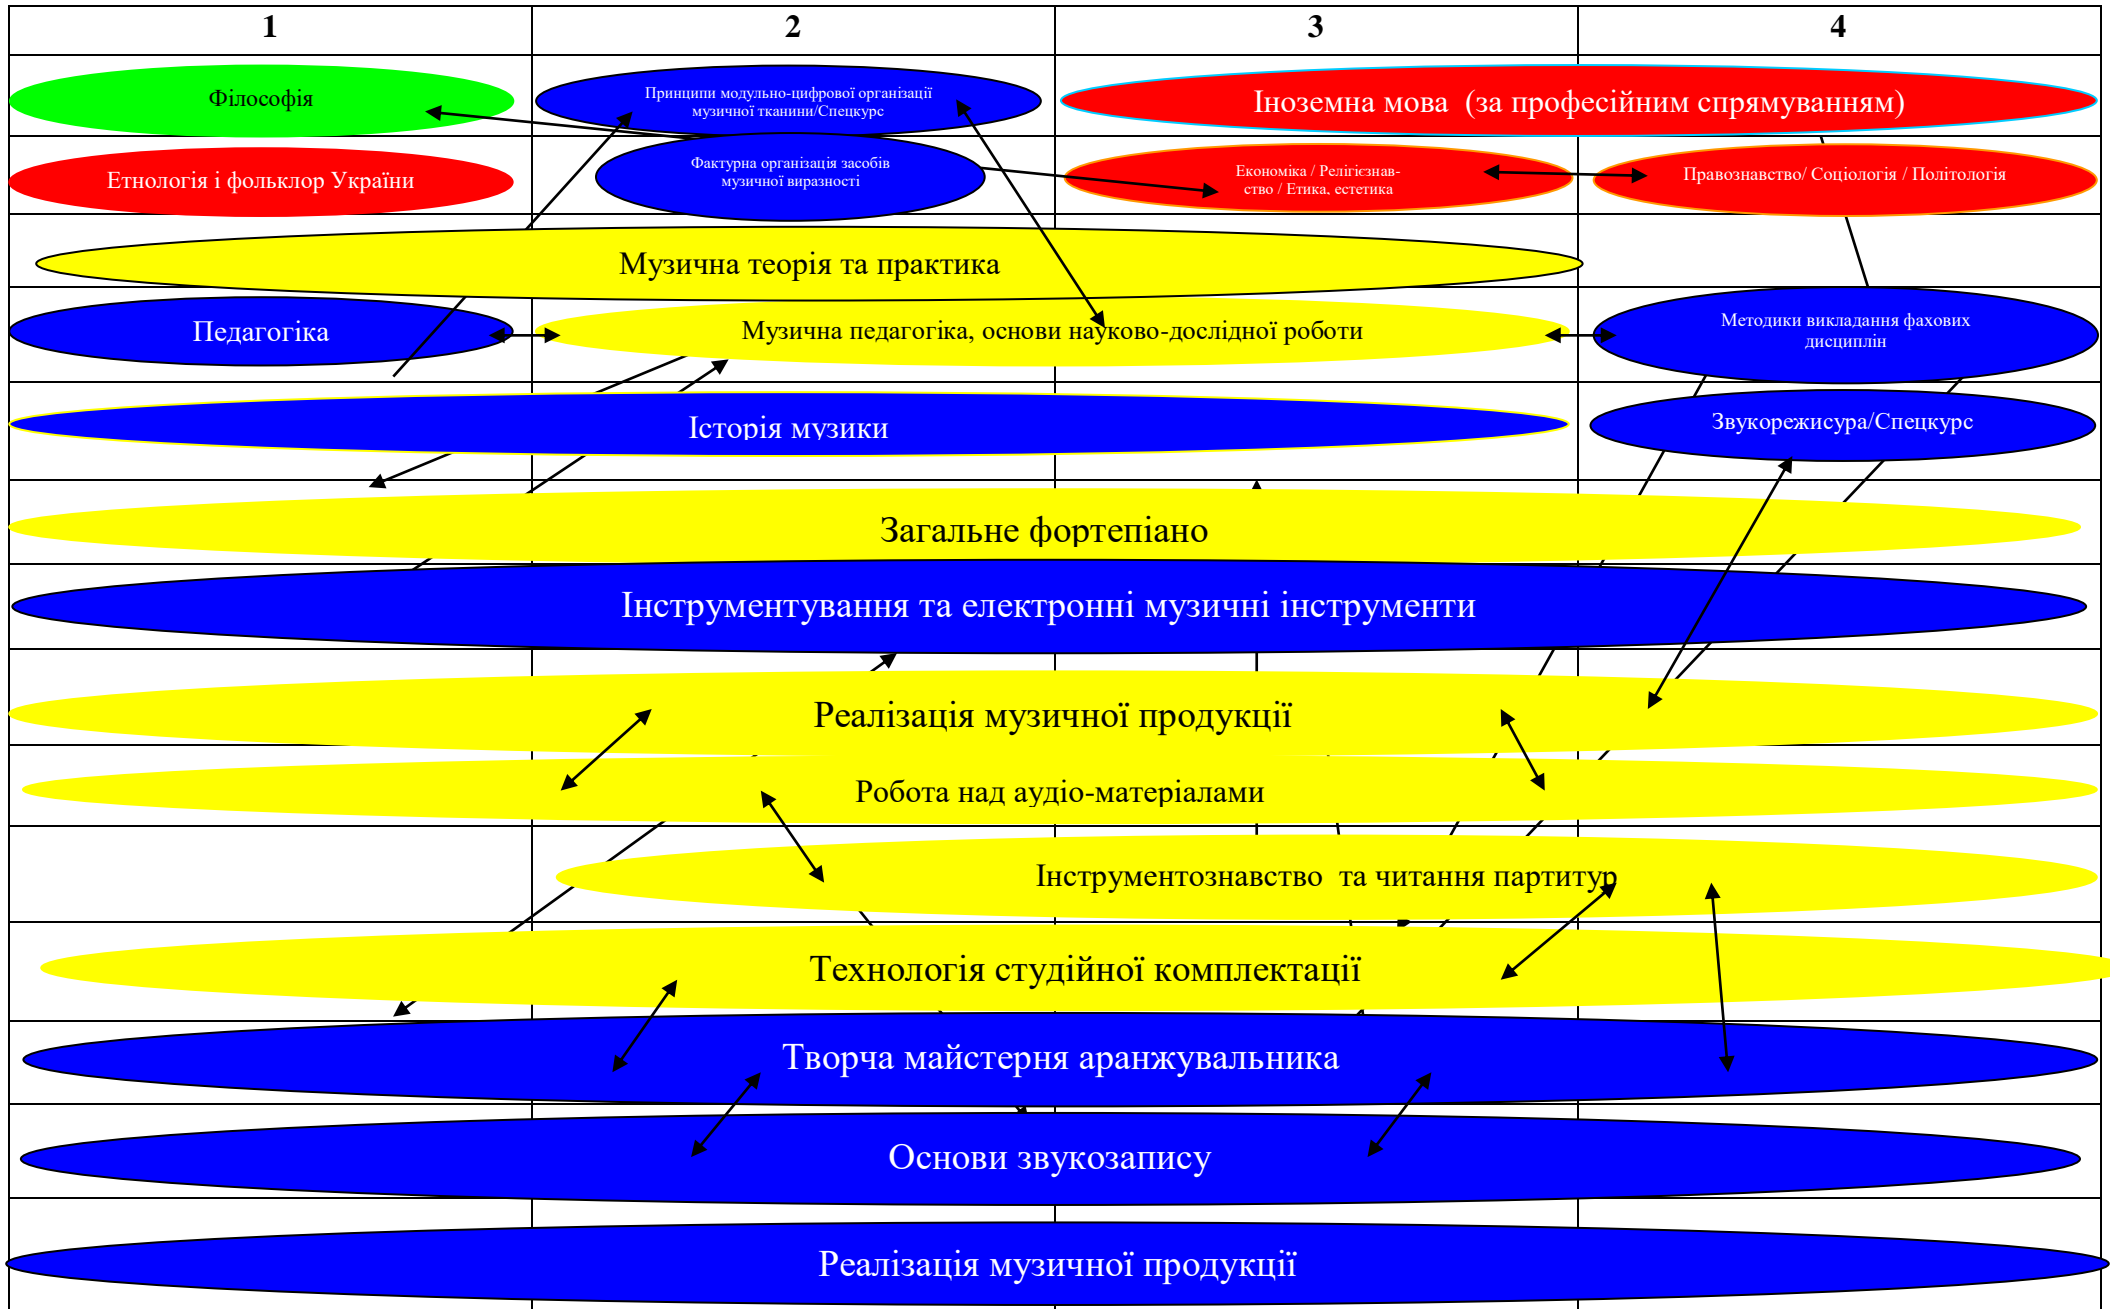 1 2 3 4
Філософія
Принципи модульно-цифрової організації
музичної тканини/Спецкурс
Іноземна мова (за професійним спрямуванням)
Етнологія і фольклор України
Фактурна організація засобів
музичної виразності
Економіка / Релігієзнав-
ство / Етика, естетика
Правознавство/ Соціологія / Політологія
Музична теорія та практика
Педагогіка
Музична педагогіка, основи науково-дослідної роботи
Методики викладання фахових
дисциплін
Історія музики
Звукорежисура/Спецкурс
Загальне фортепіано
Інструментування та електронні музичні інструменти
Реалізація музичної продукції
Робота над аудіо-матеріалами
Інструментознавство та читання партитур
Технологія студійної комплектації
Творча майстерня аранжувальника
Основи звукозапису
Реалізація музичної продукції